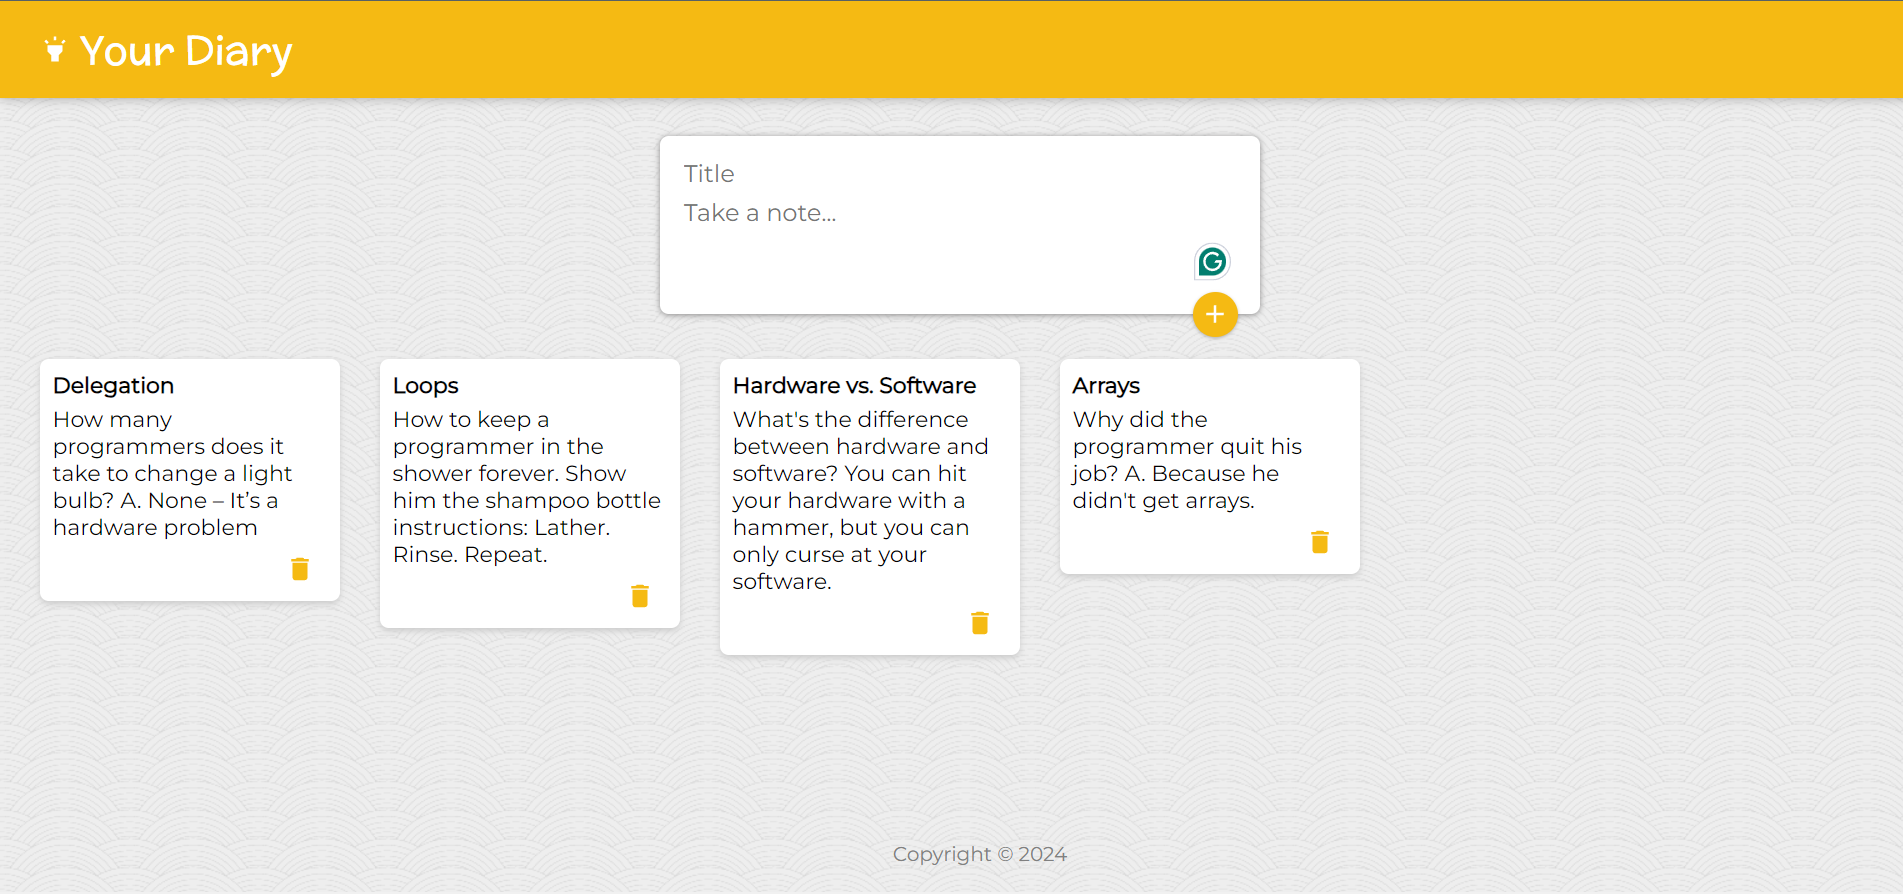 Your Diary
Title
Take a note...
Delegation
How many
programmers does it
take to change a light
bulb? A. None – It’s a
hardware problem
Loops
How to keep a
programmer in the
shower forever. Show
him the shampoo bottle
instructions: Lather.
Rinse. Repeat.
Hardware vs. Software
What's the difference
between hardware and
software? You can hit
your hardware with a
hammer, but you can
only curse at your
software.
Arrays
Why did the
programmer quit his
job? A. Because he
didn't get arrays.
Copyright © 2024